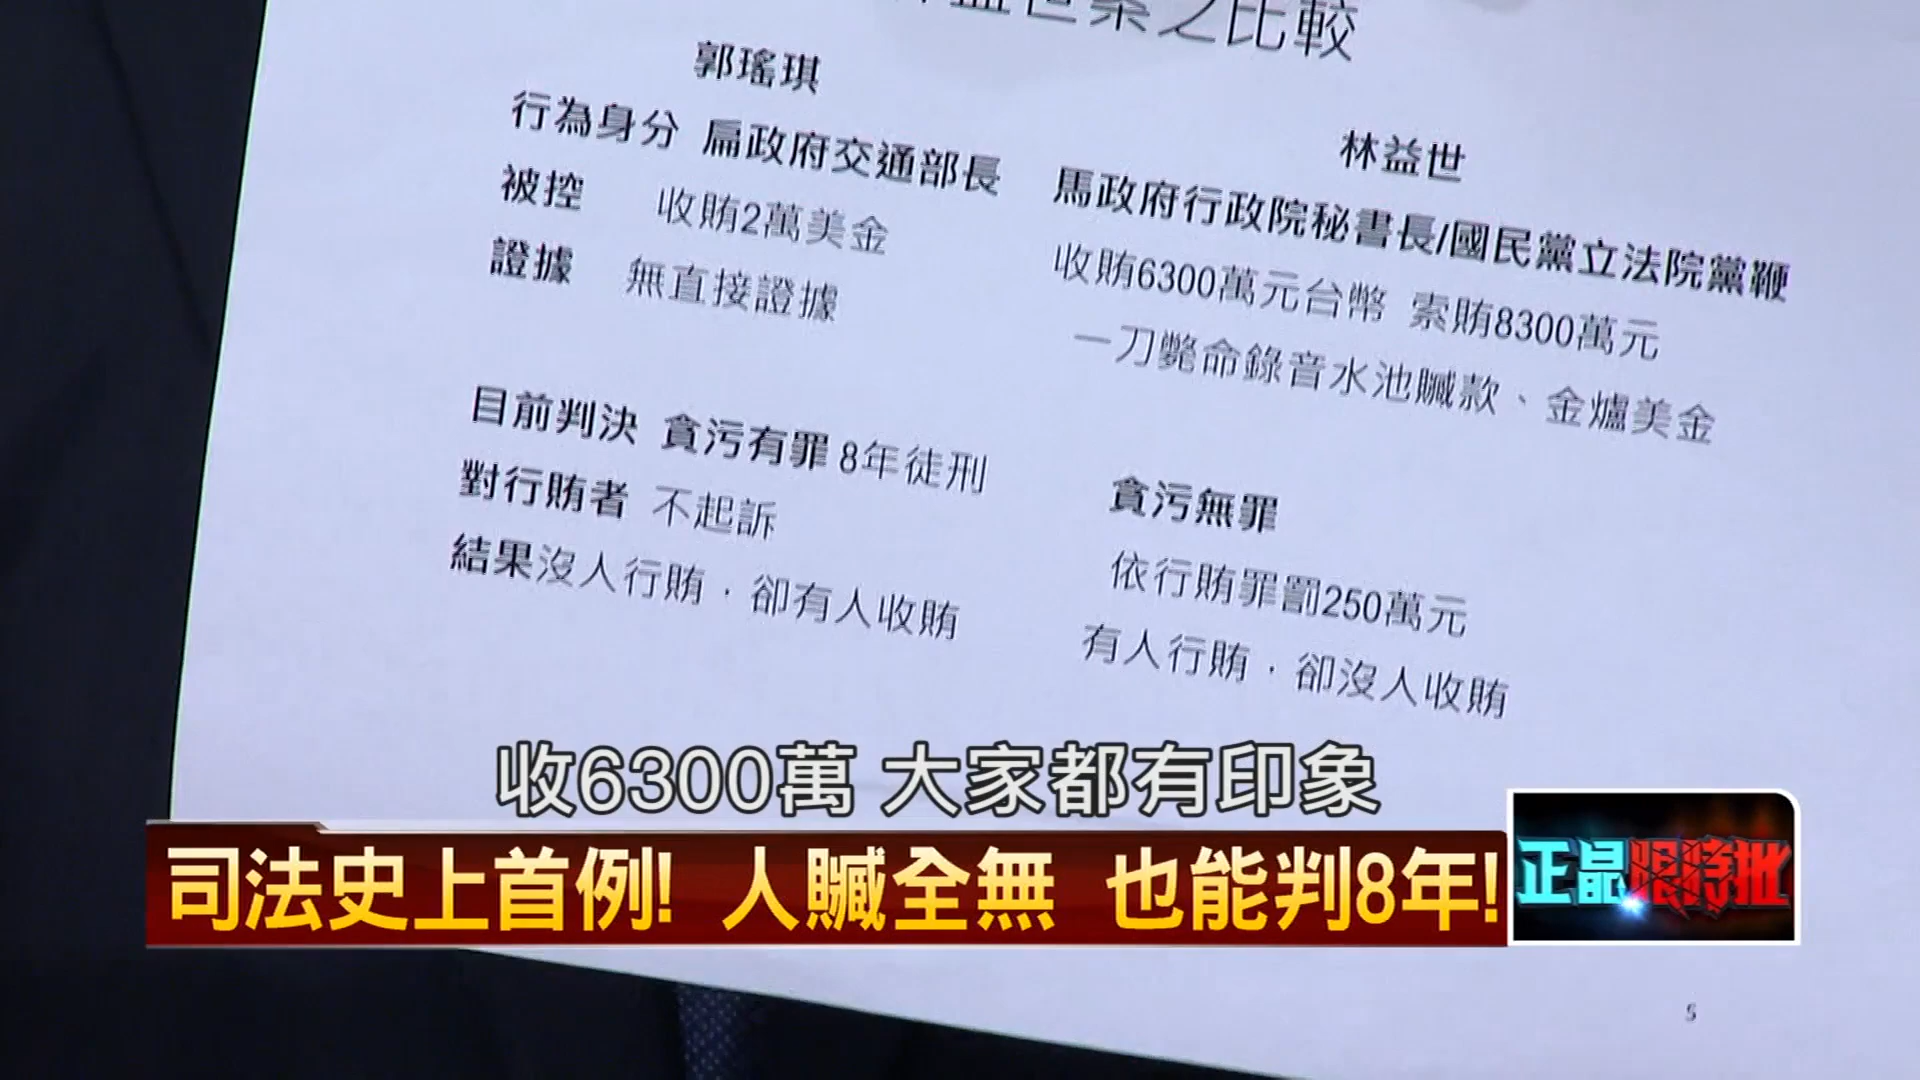 益世案之比較
郭瑤琪
林益世
行為身分 扁政府交通部長
馬政府行政院秘書長/國民黨立法院黨鞭
被控 收賄2萬美金
收賄6300萬元台幣 索賄8300萬元
證據 無直接證據
一刀斃命錄音水池贓款、金爐美金
目前判決 貪污有罪 8年徒刑
貪污無罪
對行賄者 不起訴
依行賄罪罰250萬元
結果沒人行賄．卻有人收賄
有人行賄．卻沒人收賄
收6300萬 大家都有印象
司法史上首例! 人贓全無 也能判8年!
正晶限時批
5